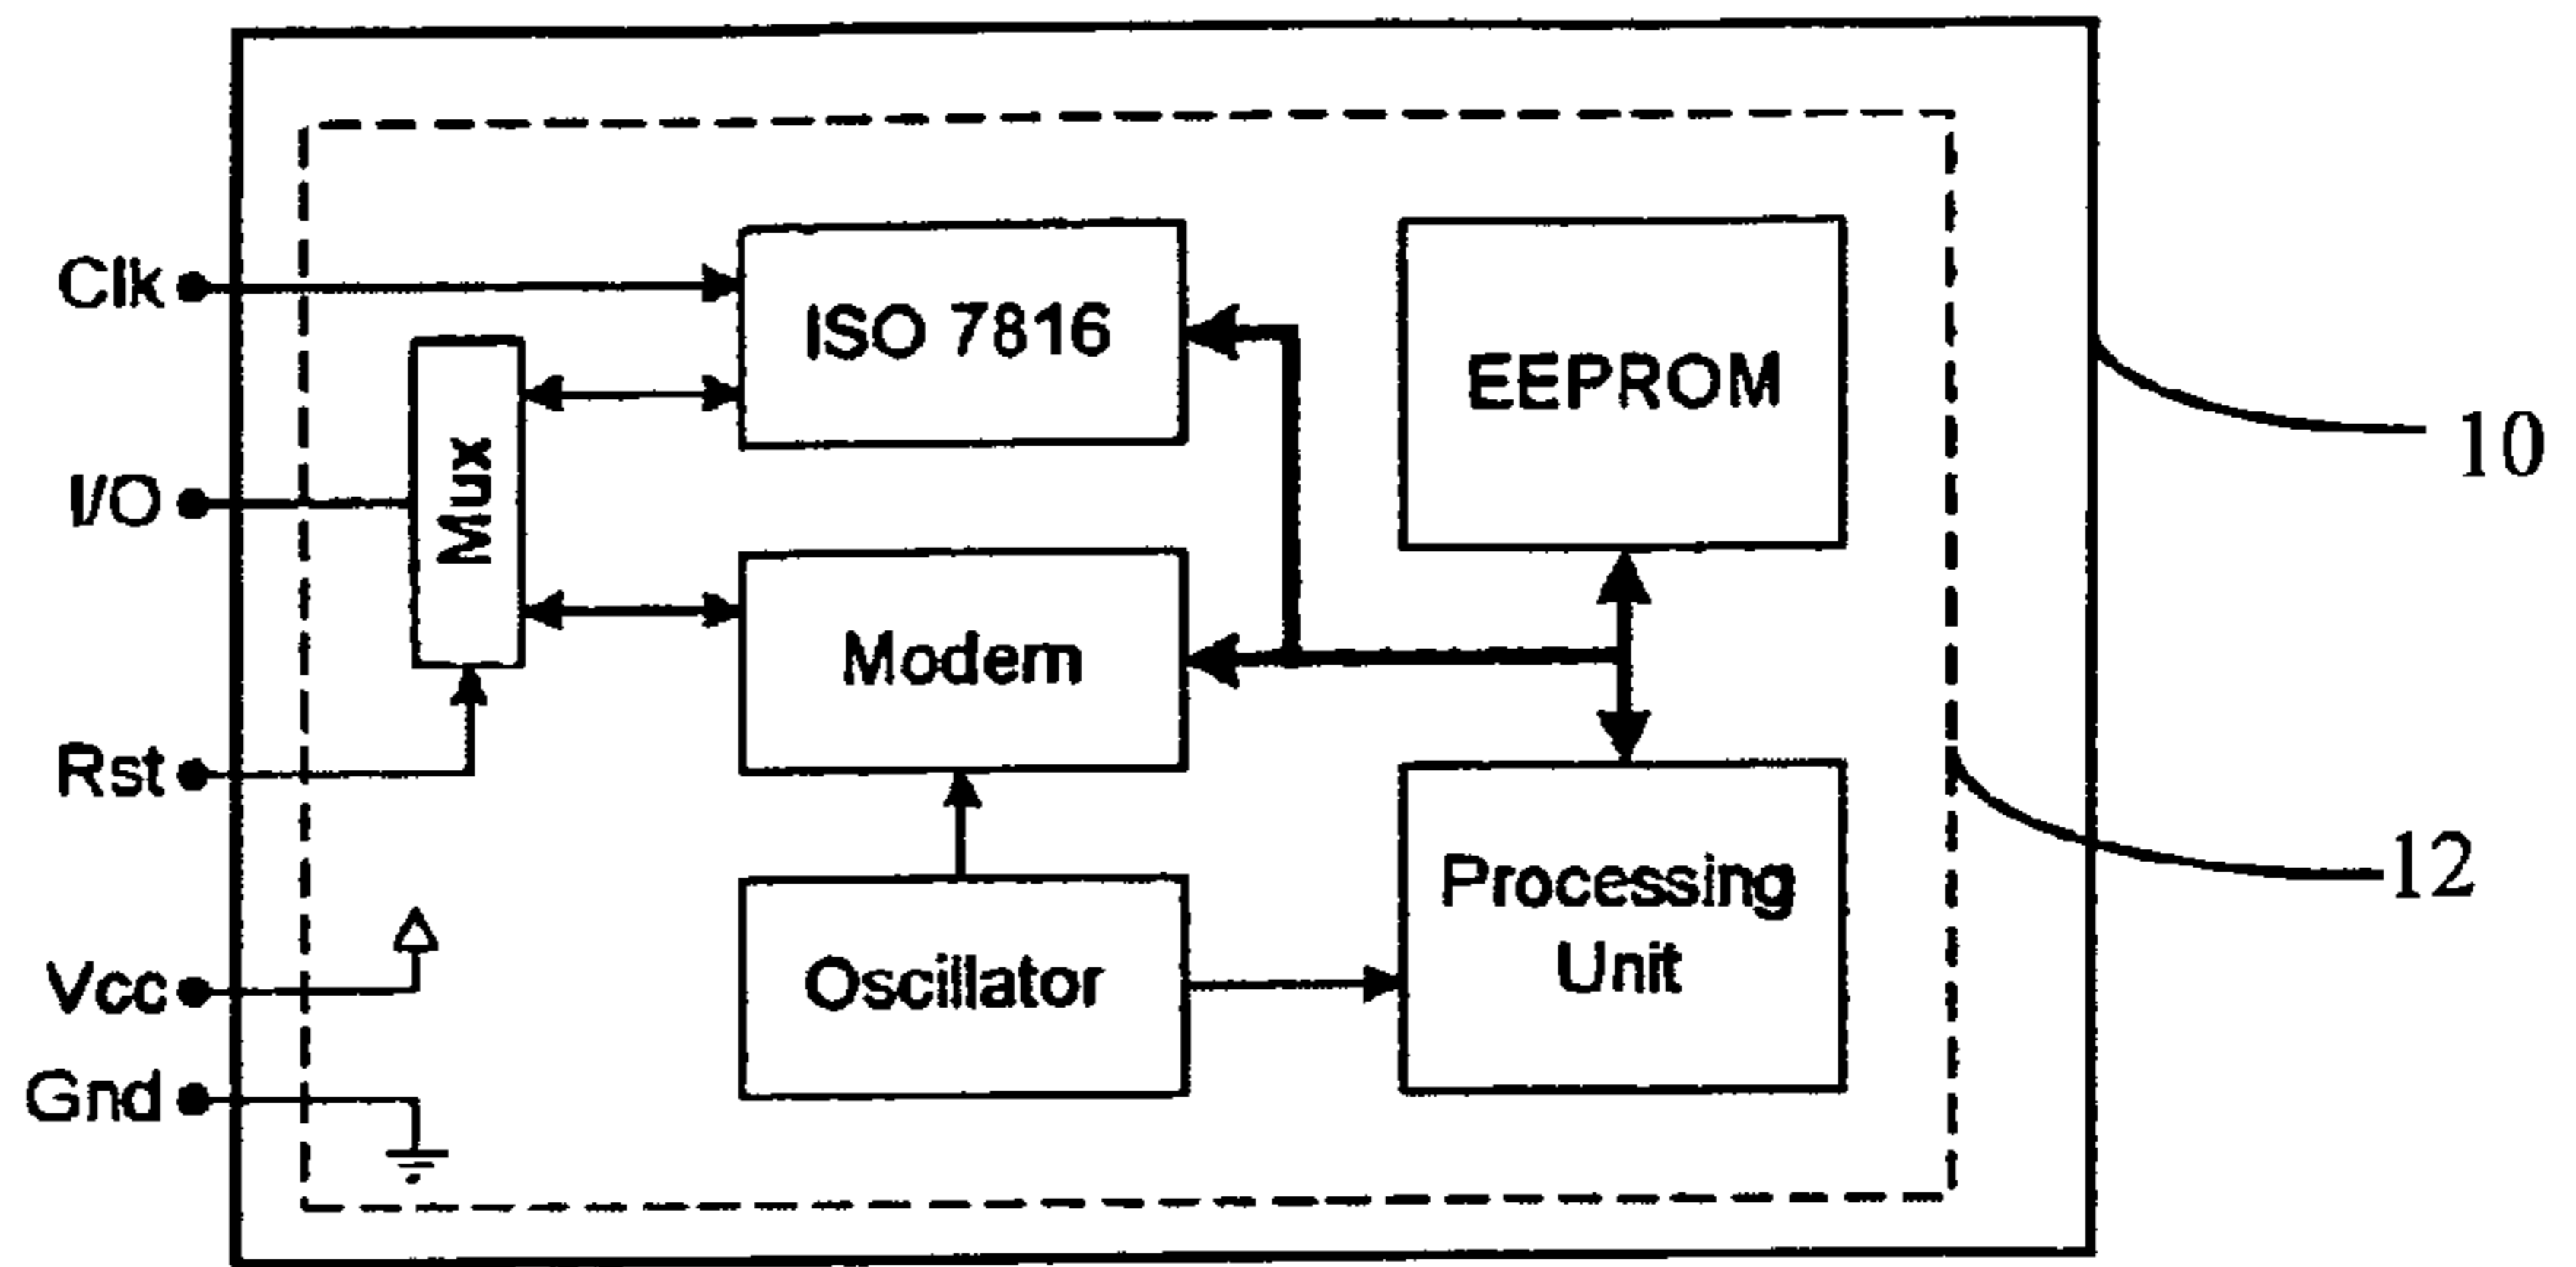 Clk
ISO 7816
EEPROM
10
I/O
Mux
Modem
Rst
Processing
Unit
12
Vcc
Oscillator
Gnd